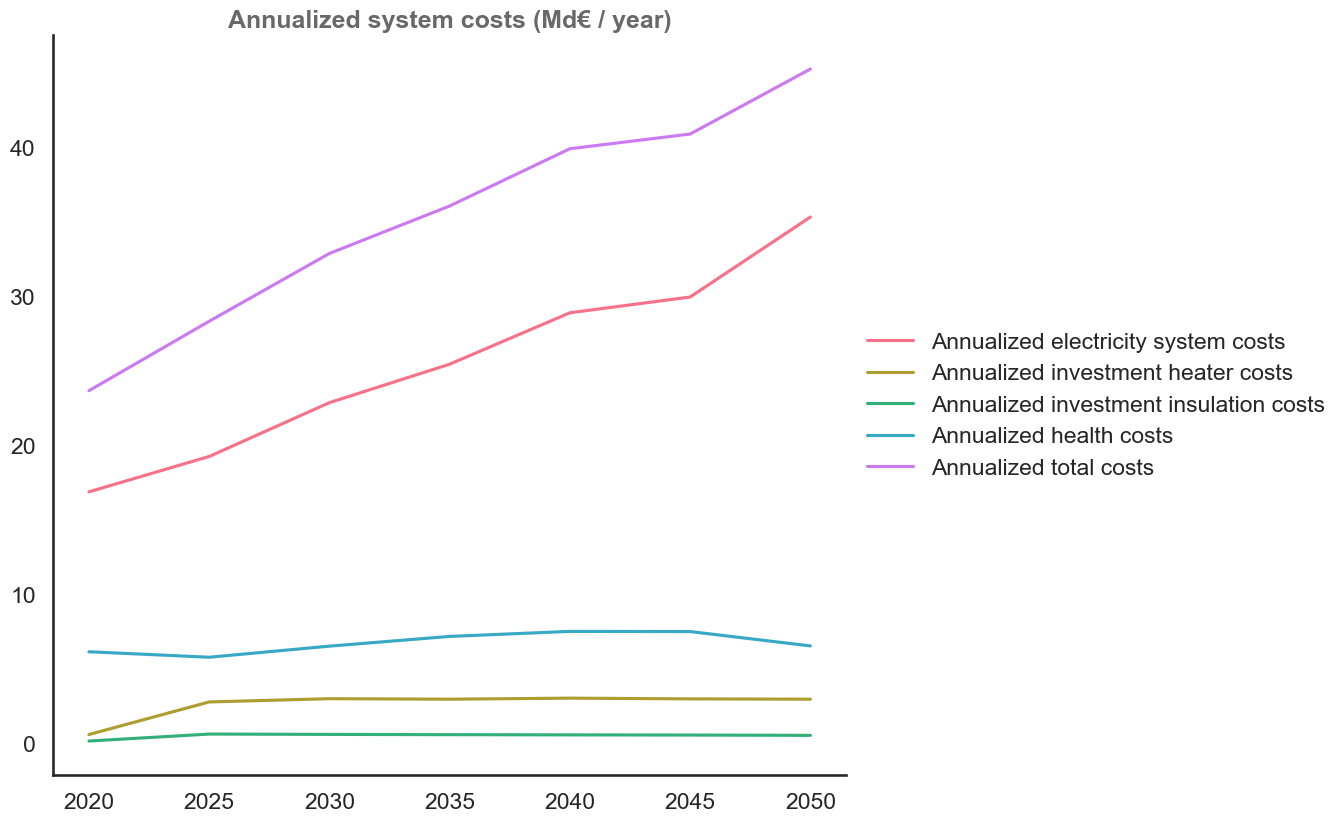 Annualized system costs (Md€ / year)
40
30
20
10
0
2020 2025 2030 2035 2040 2045 2050
Annualized electricity system costs
Annualized investment heater costs
Annualized investment insulation costs
Annualized health costs
Annualized total costs